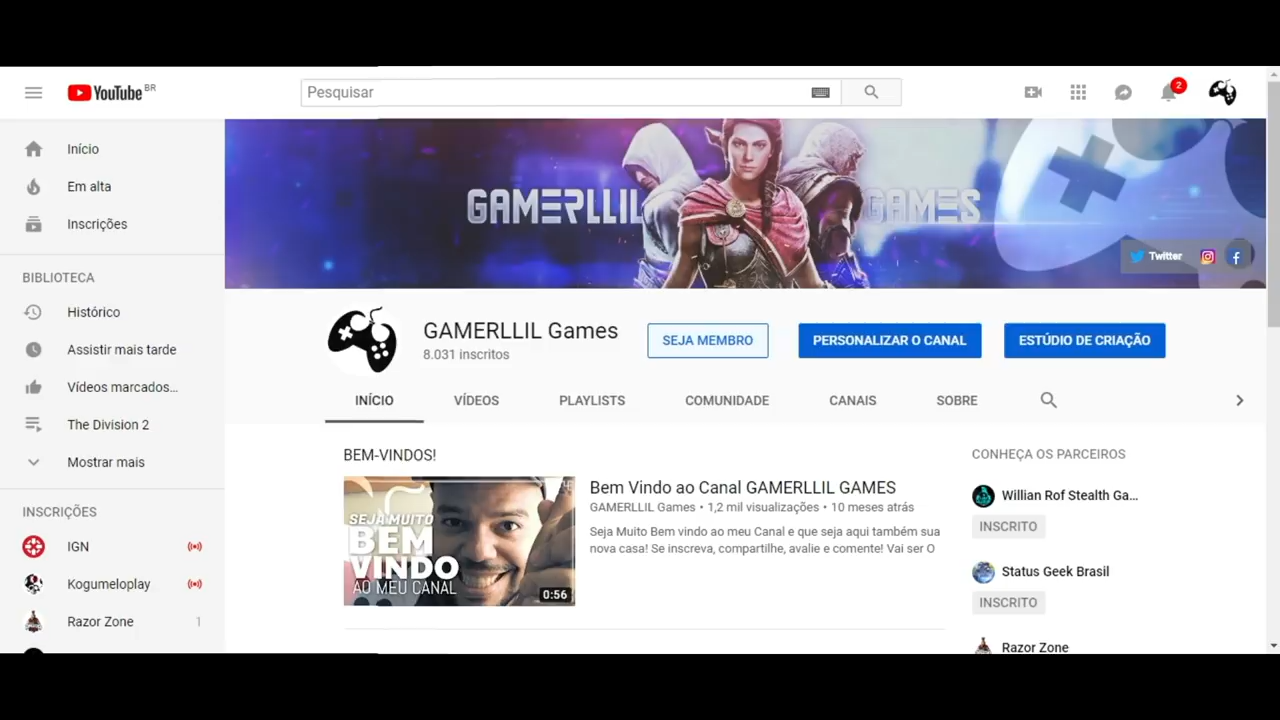 YouTube BR
Pesquisar
2
Início
Em alta
Inscrições
BIBLIOTECA
Histórico
Assistir mais tarde
Vídeos marcados...
The Division 2
Mostrar mais
INSCRIÇÕES
IGN
Kogumeloplay
Razor Zone 1
GAMERLLIL GAMES
Twitter
GAMERLLIL Games
8.031 inscritos
SEJA MEMBRO
PERSONALIZAR O CANAL
ESTÚDIO DE CRIAÇÃO
INÍCIO VÍDEOS PLAYLISTS COMUNIDADE CANAIS SOBRE
BEM-VINDOS!
SEJA MUITO
BEM
VINDO
AO MEU CANAL
0:56
Bem Vindo ao Canal GAMERLLIL GAMES
GAMERLLIL Games • 1,2 mil visualizações • 10 meses atrás
Seja Muito Bem vindo ao meu Canal e que seja aqui também sua
nova casa! Se inscreva, compartilhe, avalie e comente! Vai ser O
CONHEÇA OS PARCEIROS
Willian Rof Stealth Ga...
INSCRITO
Status Geek Brasil
INSCRITO
Razor Zone